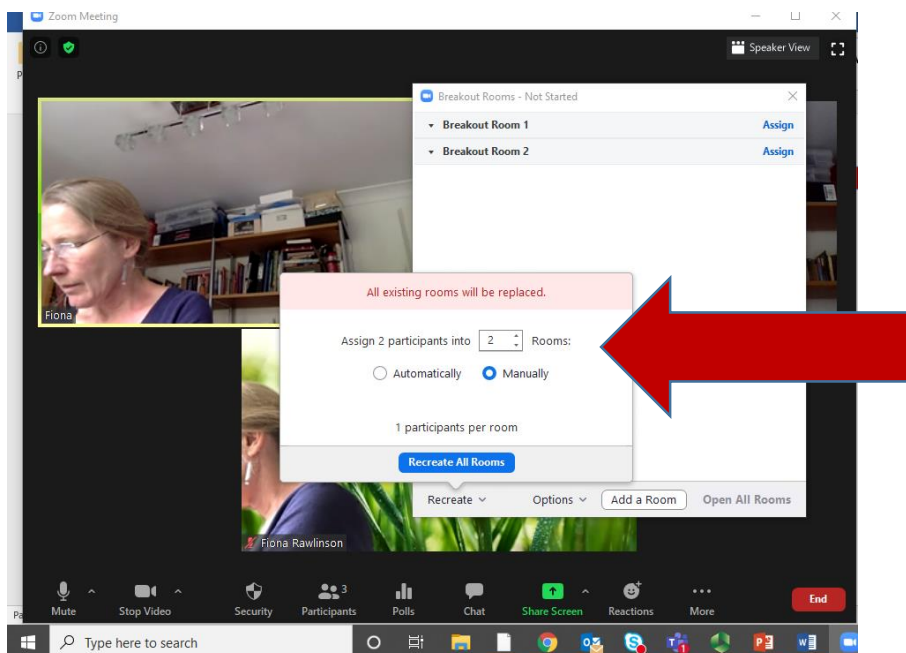 Zoom Meeting
Speaker View
Breakout Rooms - Not Started
Breakout Room 1 Assign
Breakout Room 2 Assign
All existing rooms will be replaced.
Fiona
Assign 2 participants into 2 Rooms:
Automatically Manually
1 participants per room
Recreate All Rooms
Recreate Options Add a Room Open All Rooms
Fiona Rawlinson
3
Mute Stop Video Security Participants Polls Chat Share Screen Reactions More End
Type here to search